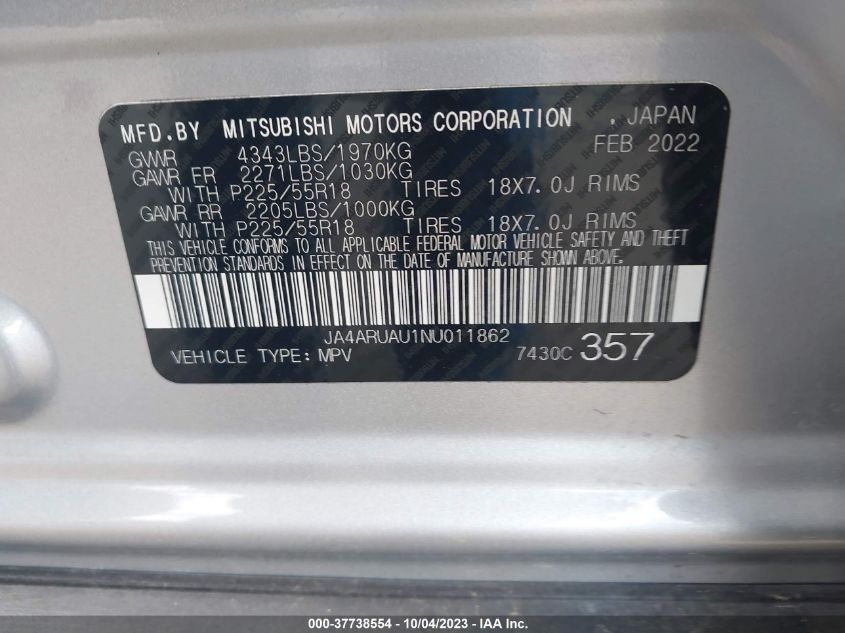 MFD.BY MITSUBISHI MOTORS CORPORATION , JAPAN
GVWR 4343LBS/1970KG FEB 2022
GAWR FR 2271LBS/1030KG
WITH P225/55R18 TIRES 18X7.0J RIMS
GAWR RR 2205LBS/1000KG
WITH P225/55R18 TIRES 18X7.0J RIMS
THIS VEHICLE CONFORMS TO ALL APPLICABLE FEDERAL MOTOR VEHICLE SAFETY AND THEFT
PREVENTION STANDARDS IN EFFECT ON THE DATE OF MANUFACTURE SHOWN ABOVE.
JA4ARUAU1NU011862
VEHICLE TYPE: MPV 7430C 357
000-37738554 - 10/04/2023 - Copyright © 2023 IAA, Inc.